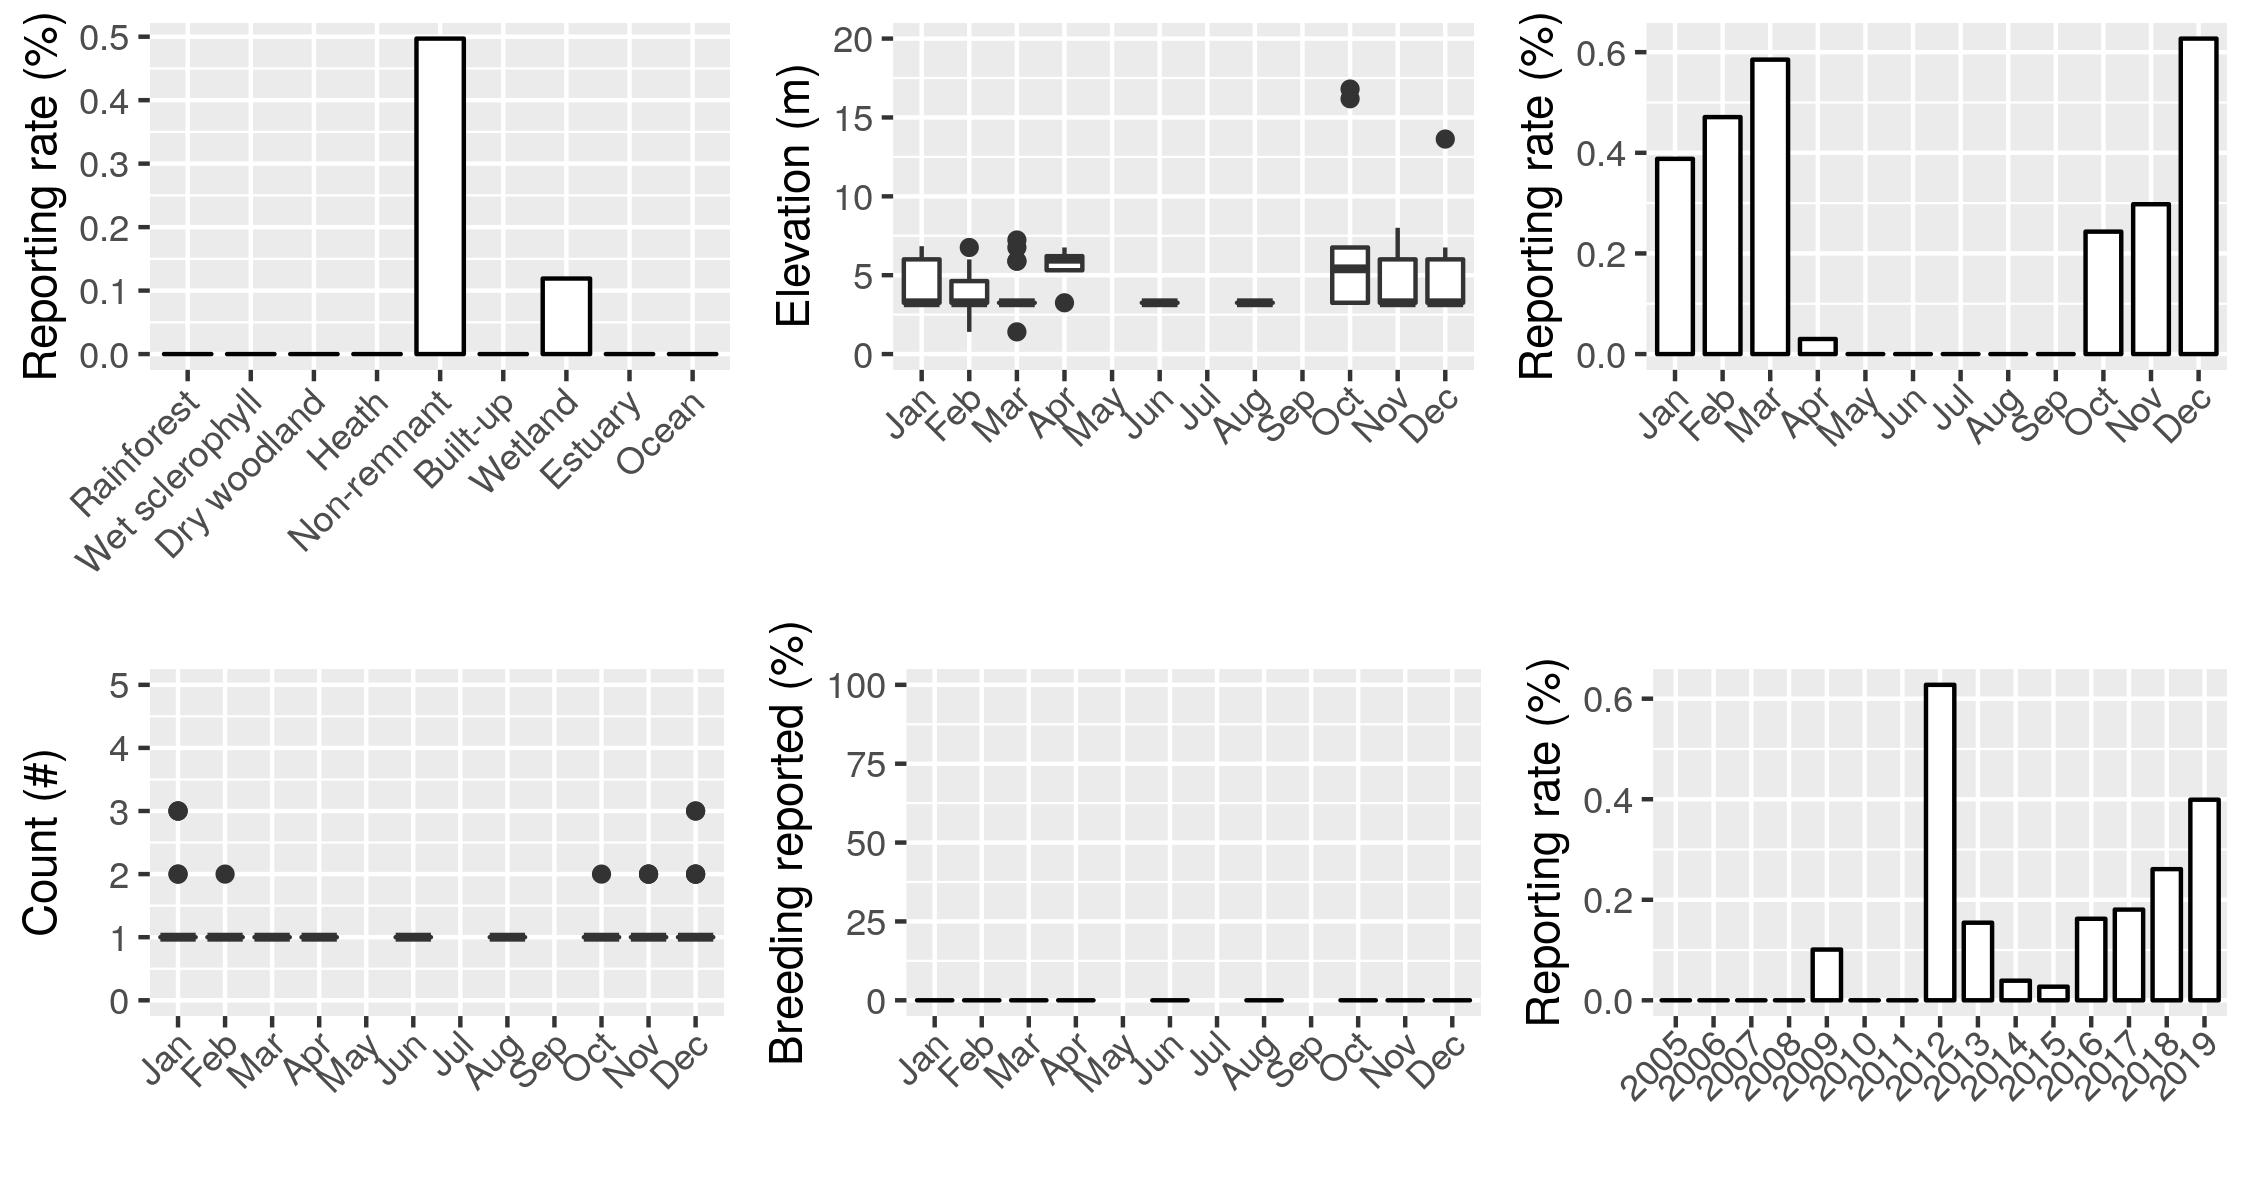 Reporting rate (%)
0.5
0.4
0.3
0.2
0.1
0.0
Rainforest
Wet sclerophyll
Dry woodland
Heath
Non-remnant
Built-up
Wetland
Estuary
Ocean
Elevation (m)
20
15
10
5
0
Jan
Feb
Mar
Apr
May
Jun
Jul
Aug
Sep
Oct
Nov
Dec
Reporting rate (%)
0.6
0.4
0.2
0.0
Jan
Feb
Mar
Apr
May
Jun
Jul
Aug
Sep
Oct
Nov
Dec
Count (#)
5
4
3
2
1
0
Jan
Feb
Mar
Apr
May
Jun
Jul
Aug
Sep
Oct
Nov
Dec
Breeding reported (%)
100
75
50
25
0
Jan
Feb
Mar
Apr
May
Jun
Jul
Aug
Sep
Oct
Nov
Dec
Reporting rate (%)
0.6
0.4
0.2
0.0
2005
2006
2007
2008
2009
2010
2011
2012
2013
2014
2015
2016
2017
2018
2019